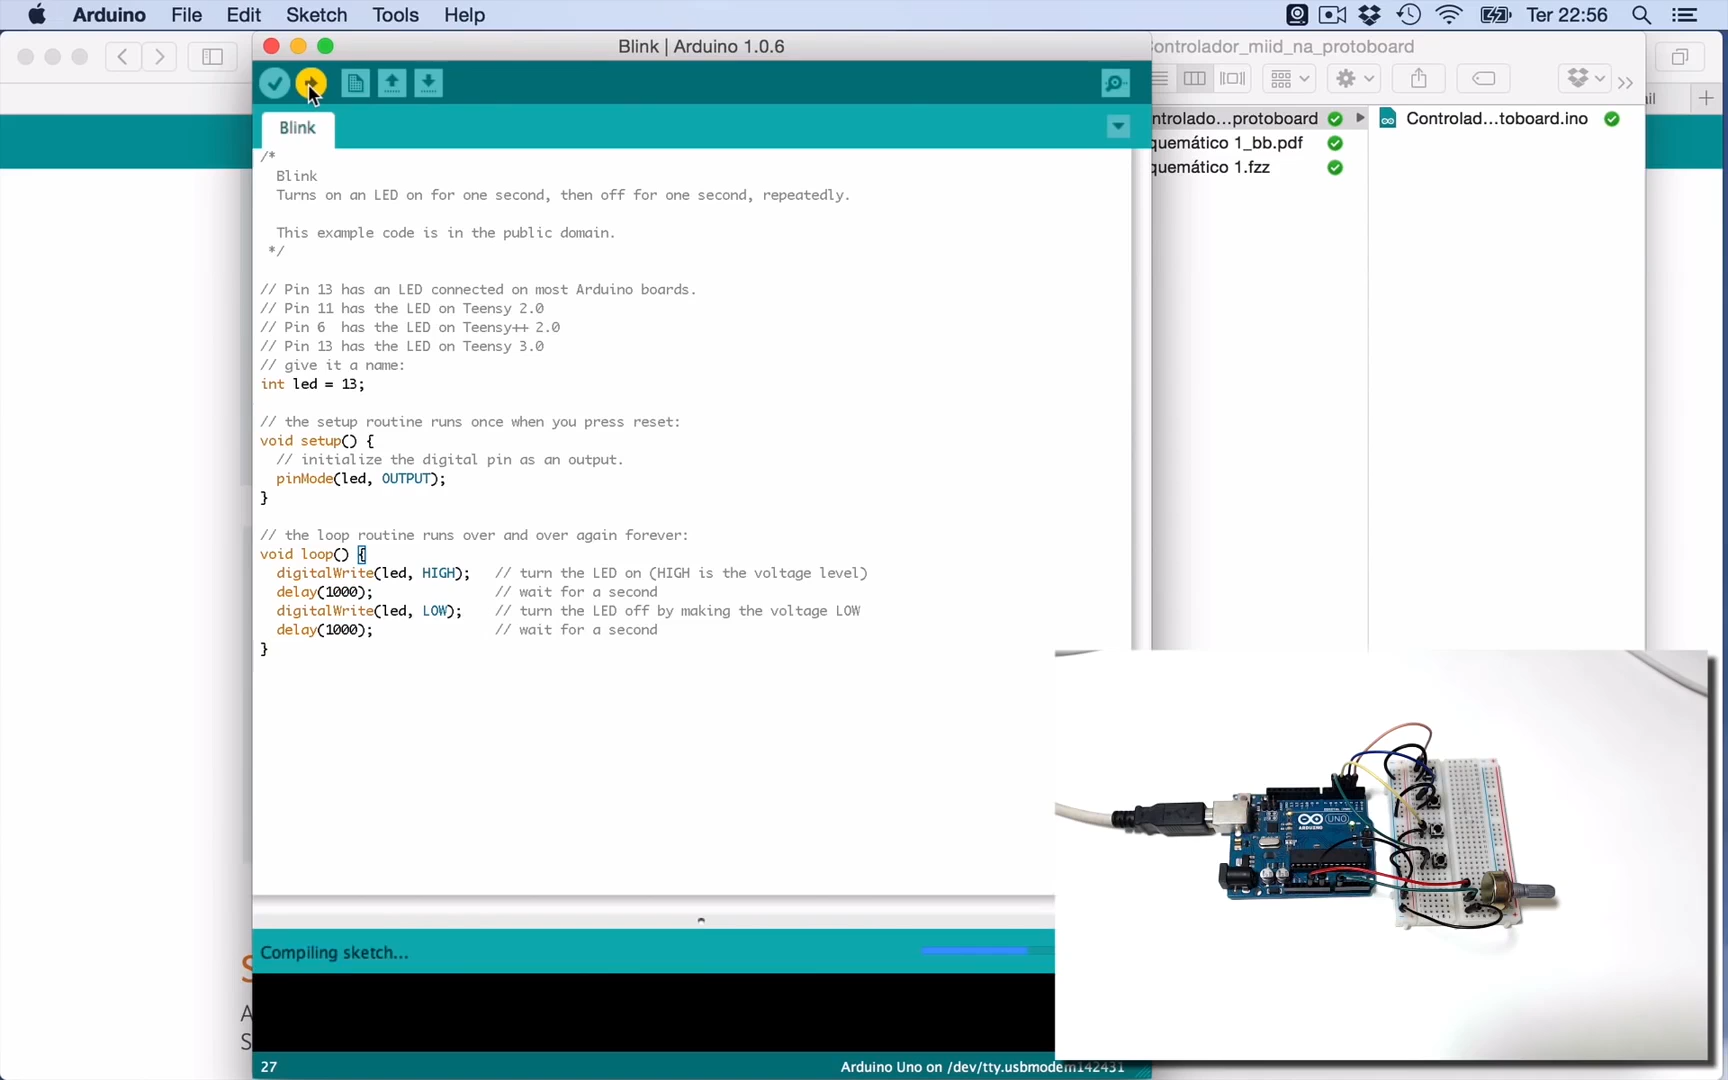 Arduino File Edit Sketch Tools Help
Ter 22:56
Blink | Arduino 1.0.6
Controlador_miid_na_protoboard
Blink
ntrolado...protoboard
Controlad...toboard.ino
quemático 1_bb.pdf
quemático 1.fzz
ail
/*
Blink
Turns on an LED on for one second, then off for one second, repeatedly.
This example code is in the public domain.
*/
// Pin 13 has an LED connected on most Arduino boards.
// Pin 11 has the LED on Teensy 2.0
// Pin 6  has the LED on Teensy++ 2.0
// Pin 13 has the LED on Teensy 3.0
// give it a name:
int led = 13;
// the setup routine runs once when you press reset:
void setup() {
// initialize the digital pin as an output.
pinMode(led, OUTPUT);
}
// the loop routine runs over and over again forever:
void loop() {
digitalWrite(led, HIGH);   // turn the LED on (HIGH is the voltage level)
delay(1000);               // wait for a second
digitalWrite(led, LOW);    // turn the LED off by making the voltage LOW
delay(1000);               // wait for a second
}
ARDUINO
UNO
Compiling sketch...
S
A
S
27
Arduino Uno on /dev/tty.usbmodem142431